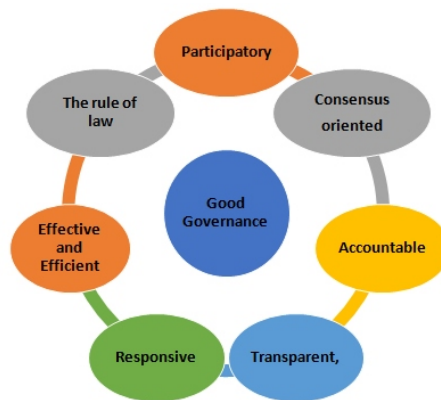 Participatory
The rule of
law
Consensus
oriented
Good
Governance
Effective
and
Efficient
Accountable
Responsive
Transparent,